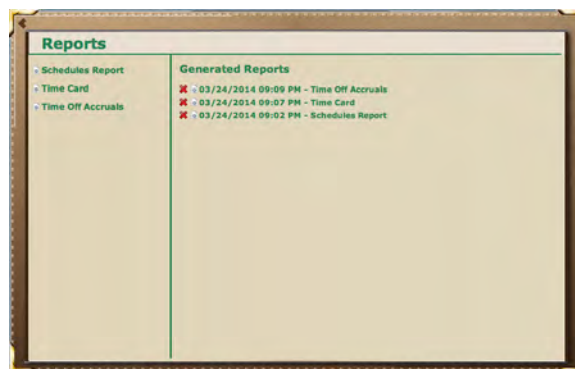 Reports
Schedules Report
Time Card
Time Off Accruals
Generated Reports
03/24/2014 09:09 PM - Time Off Accruals
03/24/2014 09:07 PM - Time Card
03/24/2014 09:02 PM - Schedules Report